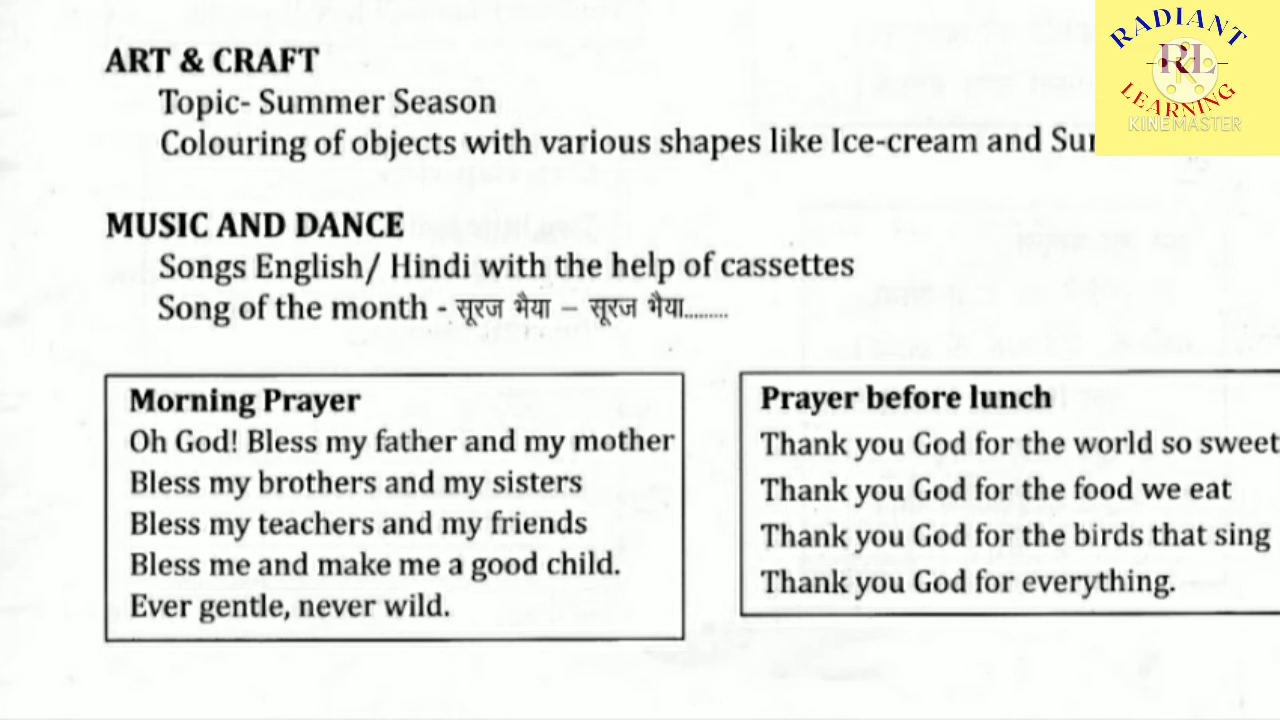 ART & CRAFT
Topic- Summer Season
Colouring of objects with various shapes like Ice-cream and
MUSIC AND DANCE
Songs English/ Hindi with the help of cassettes
Song of the month - सूरज भैया – सूरज भैया.........
Morning Prayer
Oh God! Bless my father and my mother
Bless my brothers and my sisters
Bless my teachers and my friends
Bless me and make me a good child.
Ever gentle, never wild.
Prayer before lunch
Thank you God for the world so sweet
Thank you God for the food we eat
Thank you God for the birds that sing
Thank you God for everything.
RADIANT
RL
LEARNING
KINEMASTER